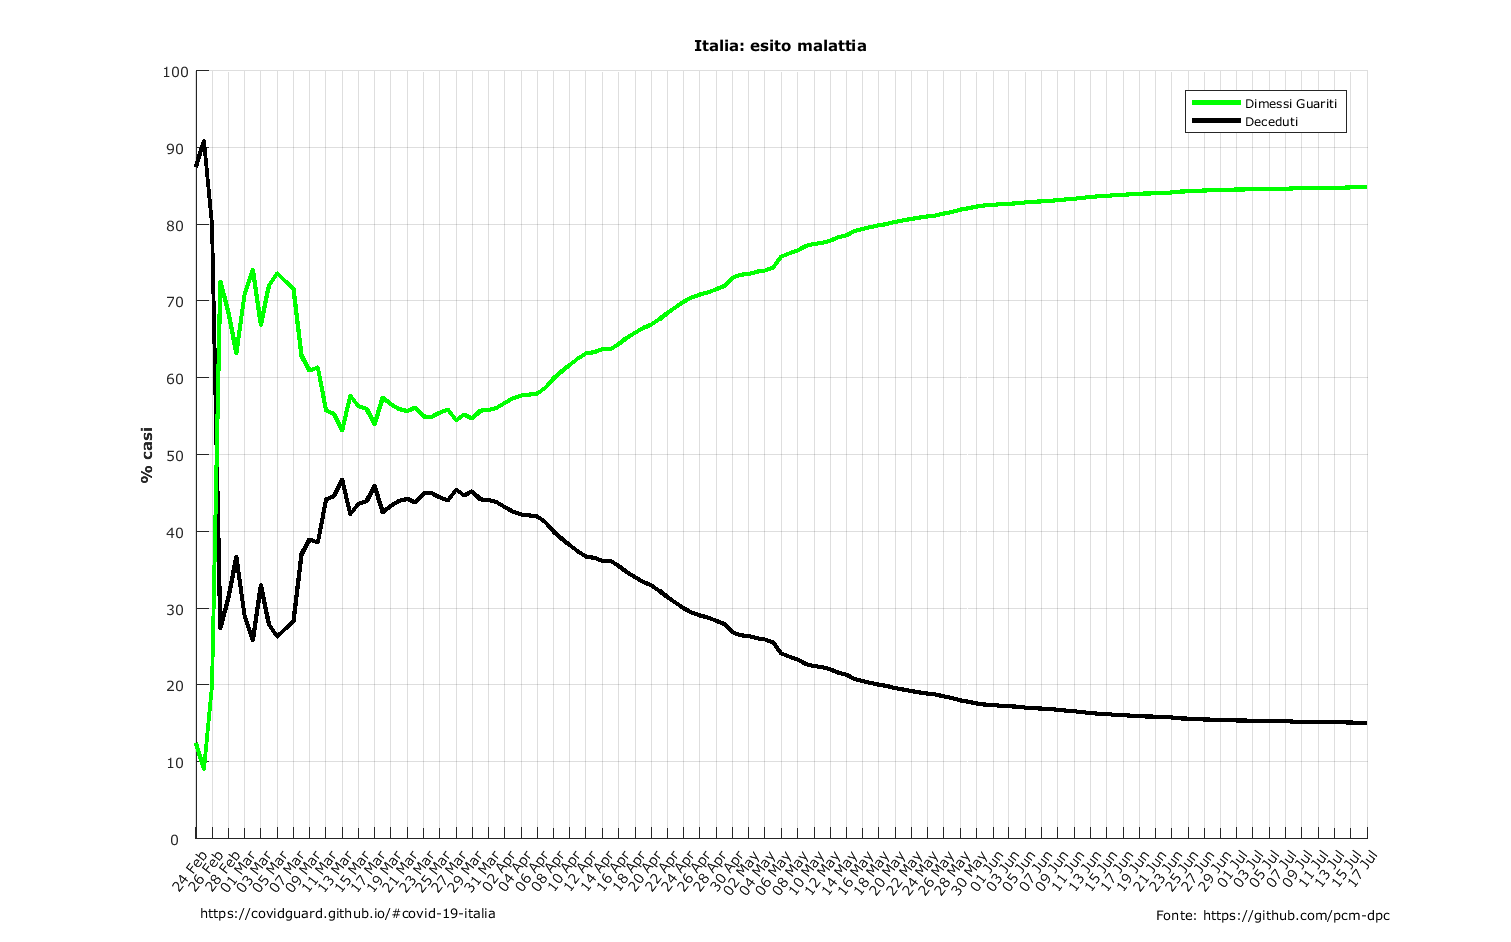 Italia: esito malattia
Dimessi Guariti
Deceduti
% casi
100
90
80
70
60
50
40
30
20
10
0
24 Feb
26 Feb
28 Feb
01 Mar
03 Mar
05 Mar
07 Mar
09 Mar
11 Mar
13 Mar
15 Mar
17 Mar
19 Mar
21 Mar
23 Mar
25 Mar
27 Mar
29 Mar
31 Mar
02 Apr
04 Apr
06 Apr
08 Apr
10 Apr
12 Apr
14 Apr
16 Apr
18 Apr
20 Apr
22 Apr
24 Apr
26 Apr
28 Apr
30 Apr
02 May
04 May
06 May
08 May
10 May
12 May
14 May
16 May
18 May
20 May
22 May
24 May
26 May
28 May
30 May
01 Jun
03 Jun
05 Jun
07 Jun
09 Jun
11 Jun
13 Jun
15 Jun
17 Jun
19 Jun
21 Jun
23 Jun
25 Jun
27 Jun
29 Jun
01 Jul
03 Jul
05 Jul
07 Jul
09 Jul
11 Jul
13 Jul
15 Jul
17 Jul
https://covidguard.github.io/#covid-19-italia
Fonte: https://github.com/pcm-dpc